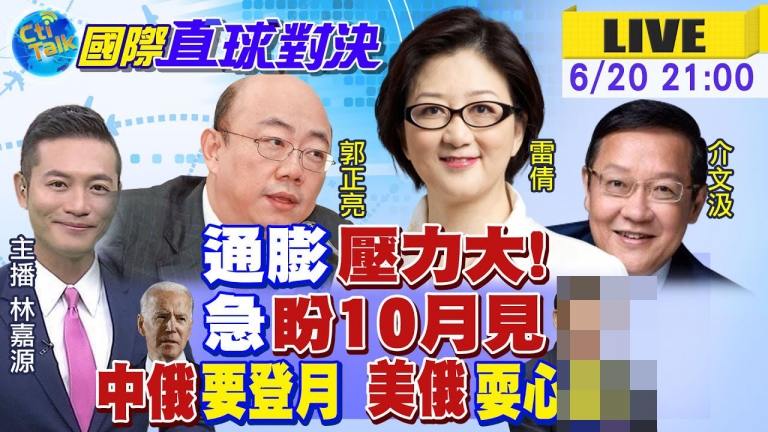 Cti Talk
國際直球對決
LIVE
6/20 21:00
主播 林嘉源
郭正亮
雷倩
介文汲
通膨壓力大!
急盼10月見
中俄要登月 美俄耍心